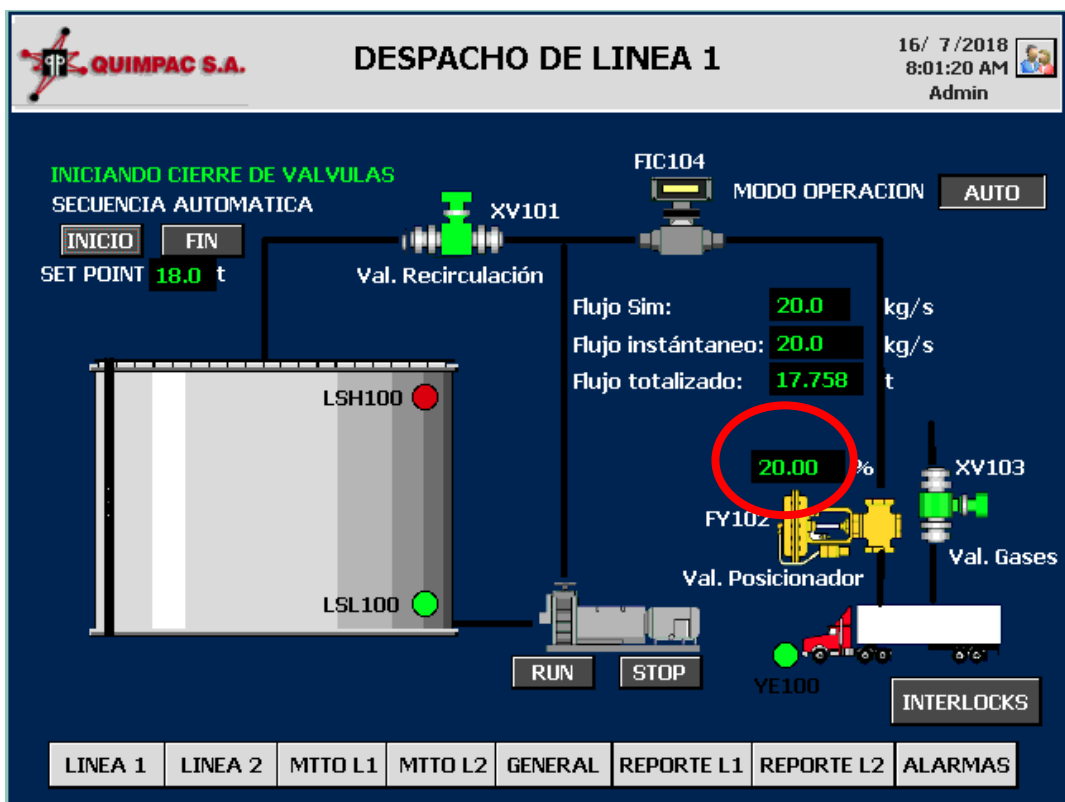 QUIMPAC S.A.
DESPACHO DE LINEA 1
16/ 7/2018
8:01:20 AM
Admin
INICIANDO CIERRE DE VALVULAS
SECUENCIA AUTOMATICA
INICIO FIN
SET POINT 18.0 t
XV101
Val. Recirculación
FIC104
MODO OPERACION AUTO
Flujo Sim: 20.0 kg/s
Flujo instántaneo: 20.0 kg/s
Flujo totalizado: 17.758 t
LSH100
20.00 %
XV103
FY102
Val. Gases
Val. Posicionador
LSL100
RUN STOP
YE100
INTERLOCKS
LINEA 1 LINEA 2 MTTO L1 MTTO L2 GENERAL REPORTE L1 REPORTE L2 ALARMAS